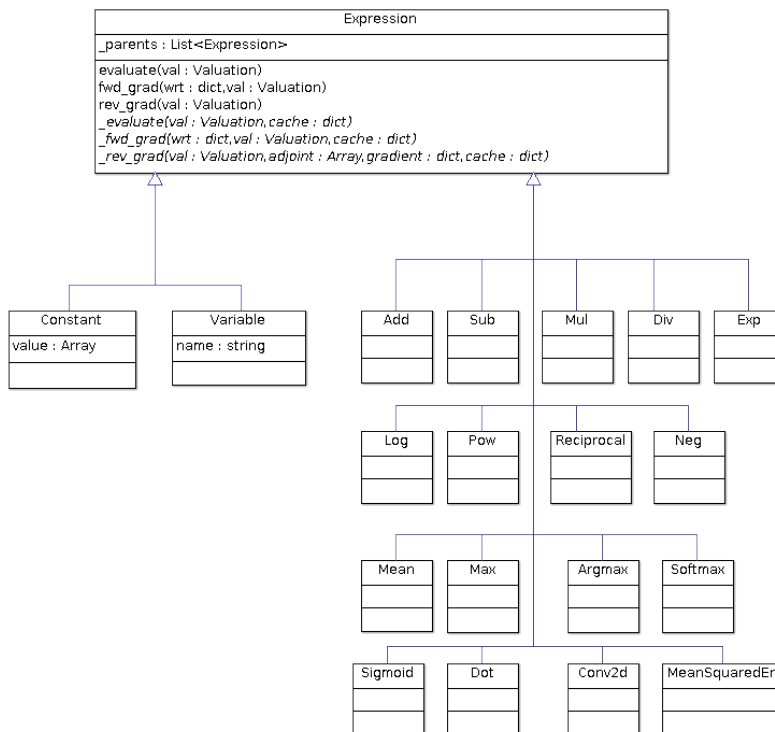 Expression
_parents : List<Expression>
evaluate(val : Valuation)
fwd_grad(wrt : dict,val : Valuation)
rev_grad(val : Valuation)
_evaluate(val : Valuation,cache : dict)
_fwd_grad(wrt : dict,val : Valuation,cache : dict)
_rev_grad(val : Valuation,adjoint : Array,gradient : dict,cache : dict)
Constant
value : Array
Variable
name : string
Add
Sub
Mul
Div
Exp
Log
Pow
Reciprocal
Neg
Mean
Max
Argmax
Softmax
Sigmoid
Dot
Conv2d